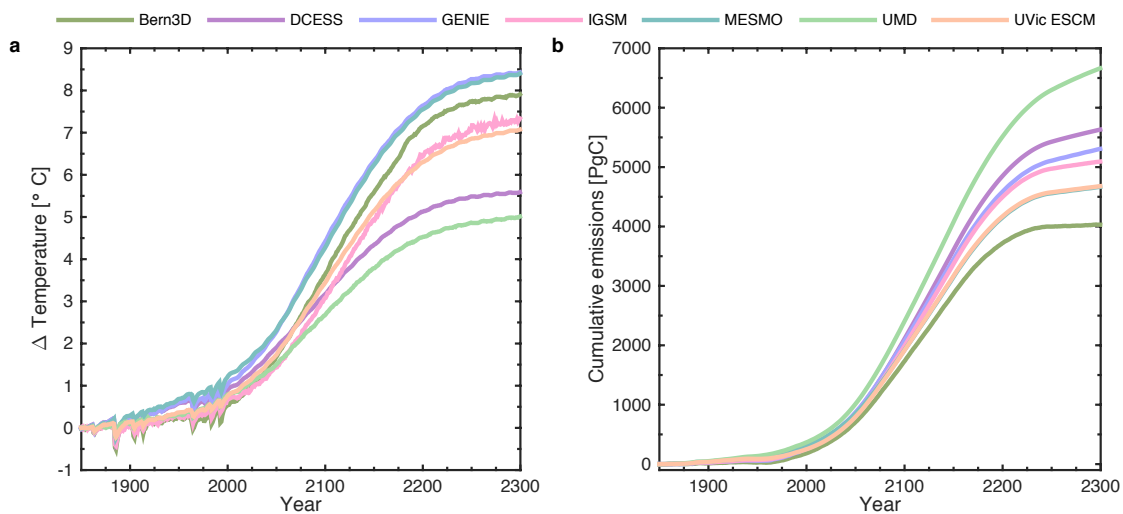 Bern3D DCESS GENIE IGSM MESMO UMD UVic ESCM
a
9
8
7
6
5
4
3
2
1
0
-1
Δ Temperature [° C]
1900 2000 2100 2200 2300
Year
b
7000
6000
5000
4000
3000
2000
1000
0
Cumulative emissions [PgC]
1900 2000 2100 2200 2300
Year